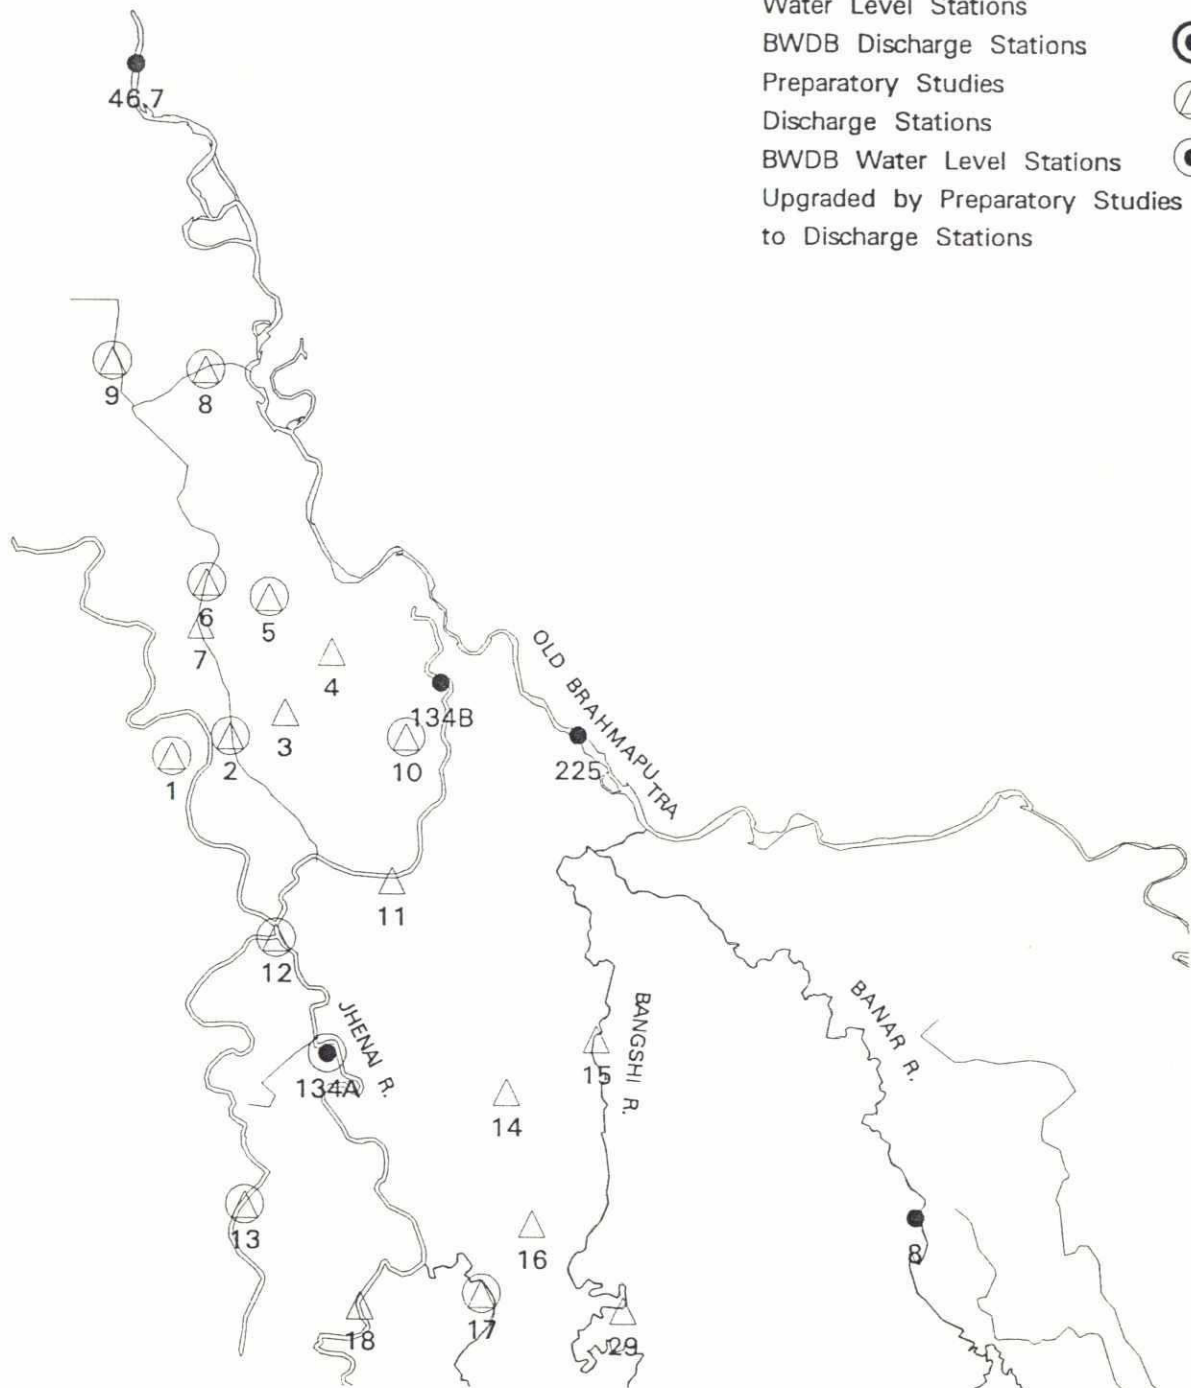 Water Level Stations
BWDB Discharge Stations
Preparatory Studies
Discharge Stations
BWDB Water Level Stations
Upgraded by Preparatory Studies
to Discharge Stations
46.7
9
8
6
5
7
4
OLD BRAHMAPUTRA
134B
3
2
10
225
1
11
12
JHENAI R.
BANGSHI R.
BANAR R.
134A
15
14
13
16
8
18
17
29